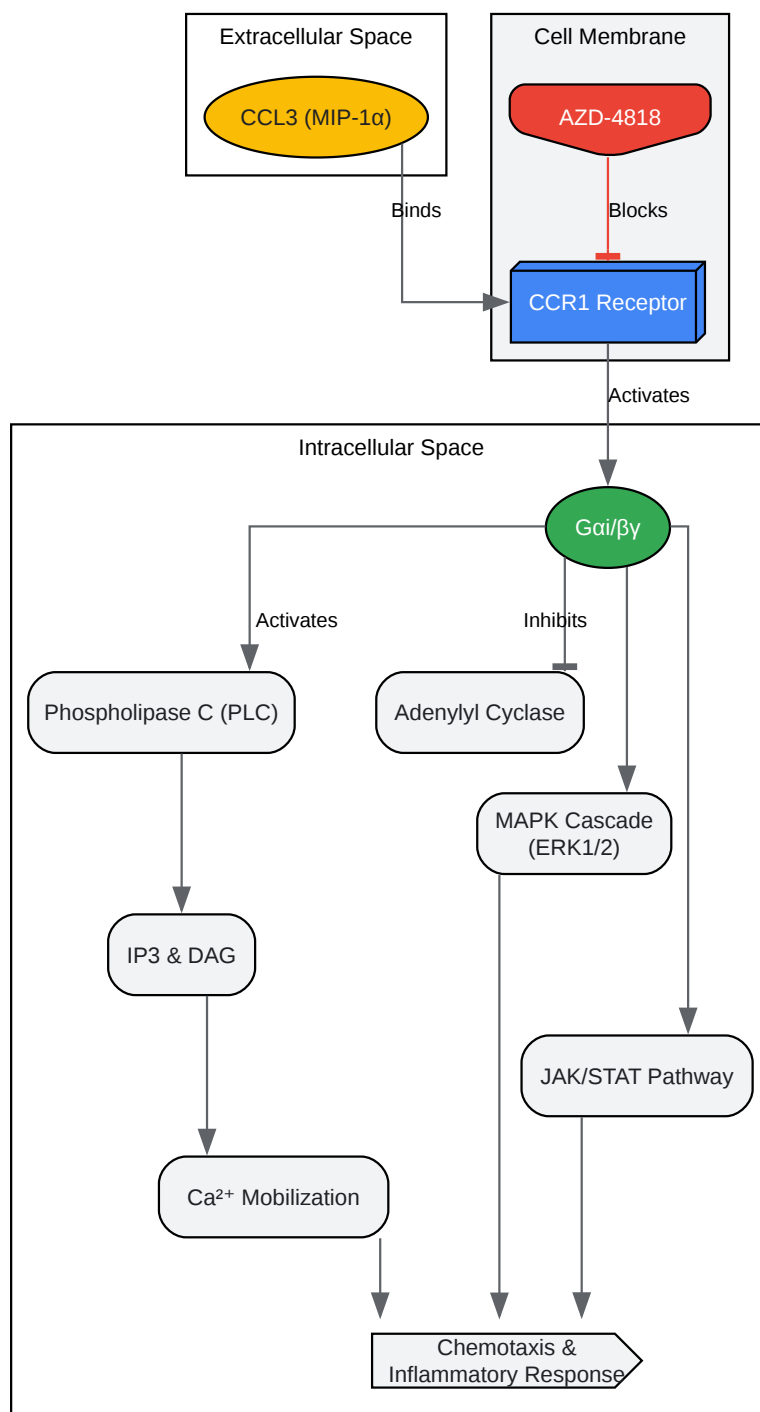 Extracellular Space
Cell Membrane
CCL3 (MIP-1α)
AZD-4818
Binds
Blocks
CCR1 Receptor
Activates
Intracellular Space
Gαi/βγ
Activates
Inhibits
Phospholipase C (PLC)
Adenylyl Cyclase
MAPK Cascade
(ERK1/2)
IP3 & DAG
JAK/STAT Pathway
Ca²⁺ Mobilization
Chemotaxis &
Inflammatory Response